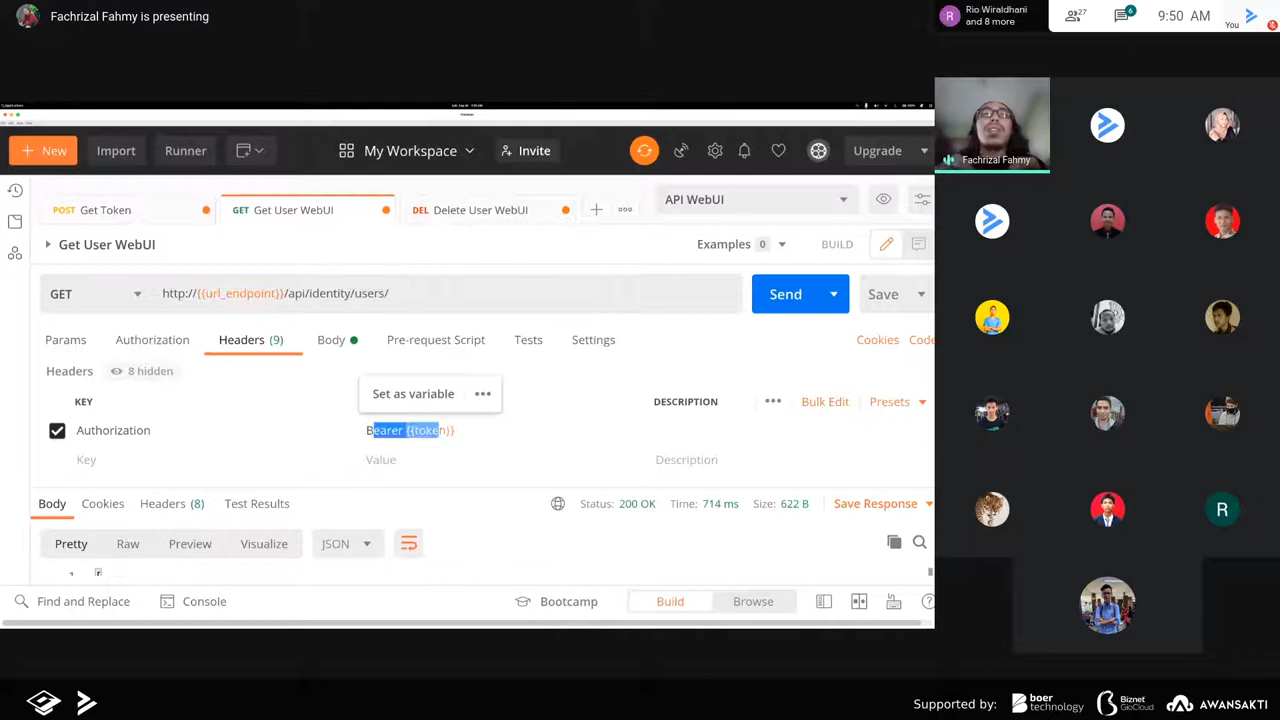 Fachrizal Fahmy is presenting
Rio Wiraldhani
and 8 more
27
6
9:50 AM
You
New
Import
Runner
My Workspace
Invite
Upgrade
POST Get Token
GET Get User WebUI
DEL Delete User WebUI
API WebUI
Get User WebUI
Examples 0
BUILD
GET
http://{{url_endpoint}}/api/identity/users/
Send
Save
Params
Authorization
Headers (9)
Body
Pre-request Script
Tests
Settings
Cookies
Code
Headers
8 hidden
Set as variable
KEY
DESCRIPTION
Bulk Edit
Presets
Authorization
Bearer {{token}}
Key
Value
Description
Body
Cookies
Headers (8)
Test Results
Status: 200 OK
Time: 714 ms
Size: 622 B
Save Response
Pretty
Raw
Preview
Visualize
JSON
Find and Replace
Console
Bootcamp
Build
Browse
Fachrizal Fahmy
R
R
Supported by:
boer
technology
Biznet
GioCloud
AWANSAKTI